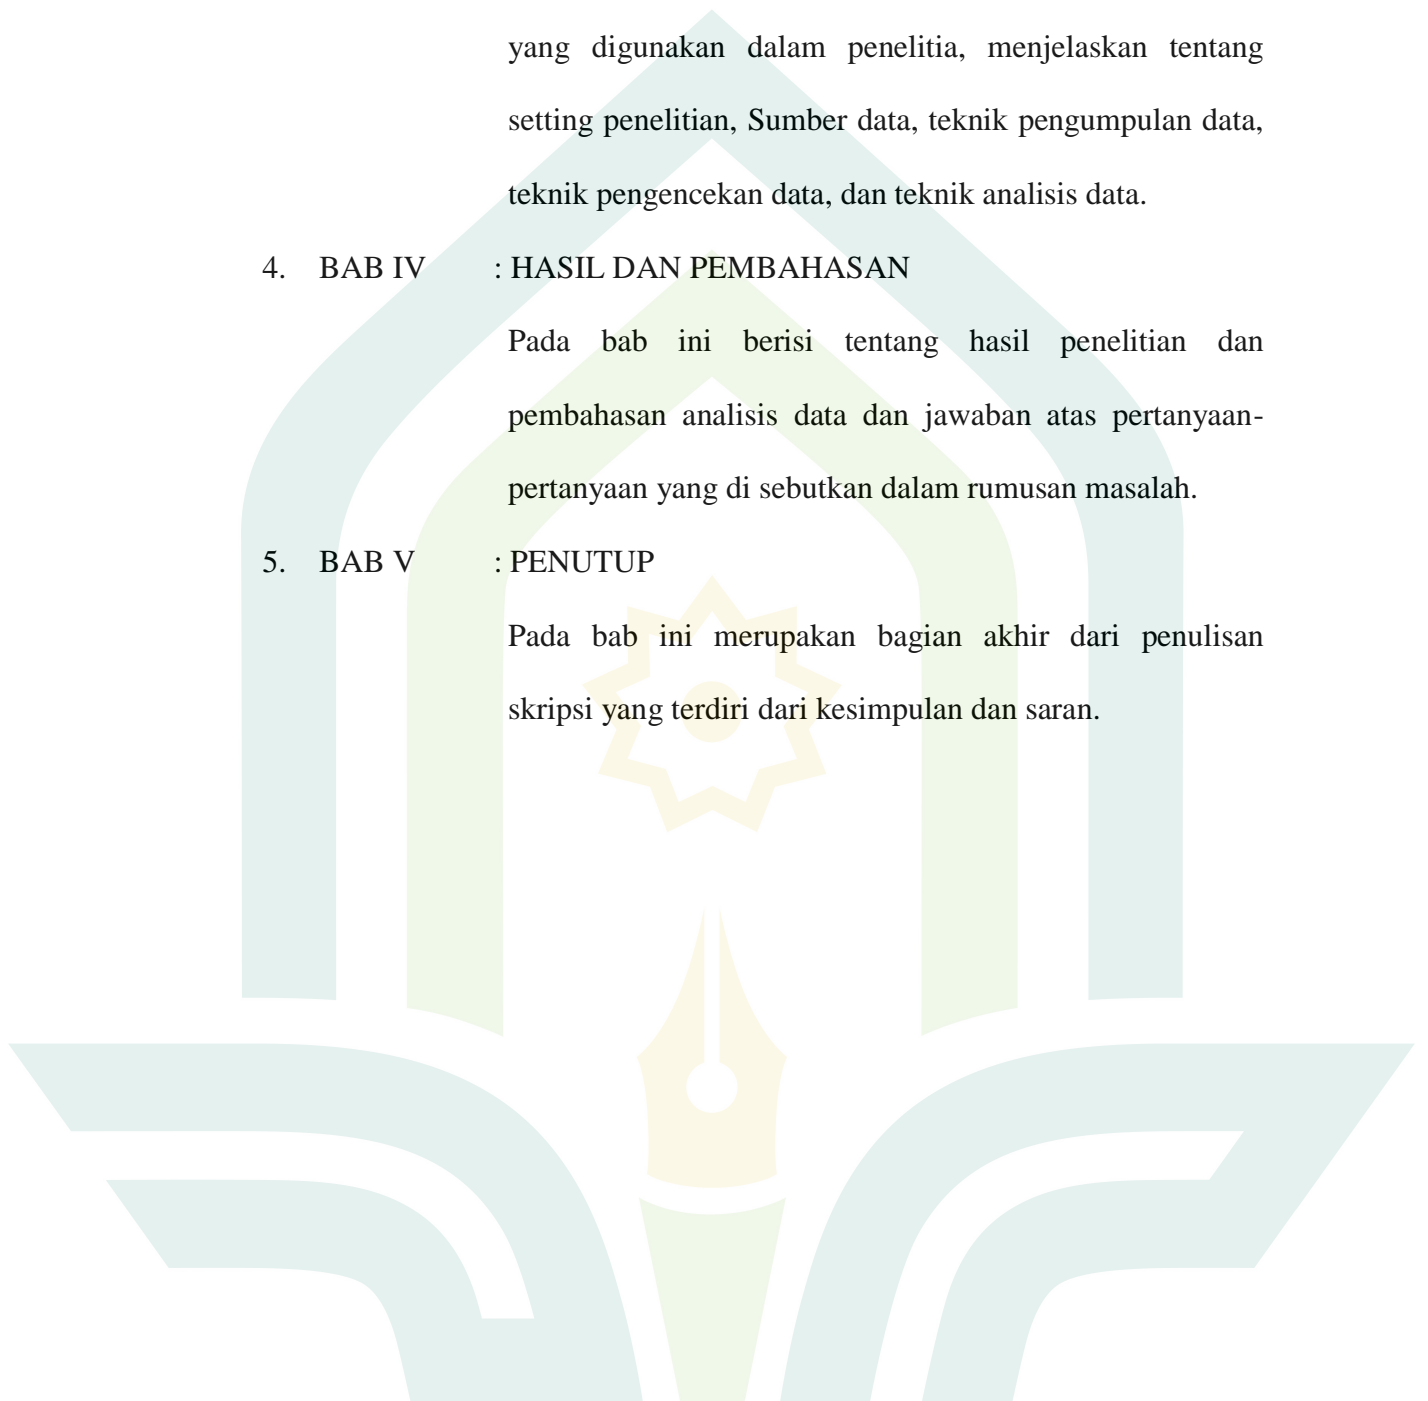 yang digunakan dalam penelitia, menjelaskan tentang
setting penelitian, Sumber data, teknik pengumpulan data,
teknik pengencekan data, dan teknik analisis data.
4. BAB IV : HASIL DAN PEMBAHASAN
Pada bab ini berisi tentang hasil penelitian dan
pembahasan analisis data dan jawaban atas pertanyaan-
pertanyaan yang di sebutkan dalam rumusan masalah.
5. BAB V : PENUTUP
Pada bab ini merupakan bagian akhir dari penulisan
skripsi yang terdiri dari kesimpulan dan saran.